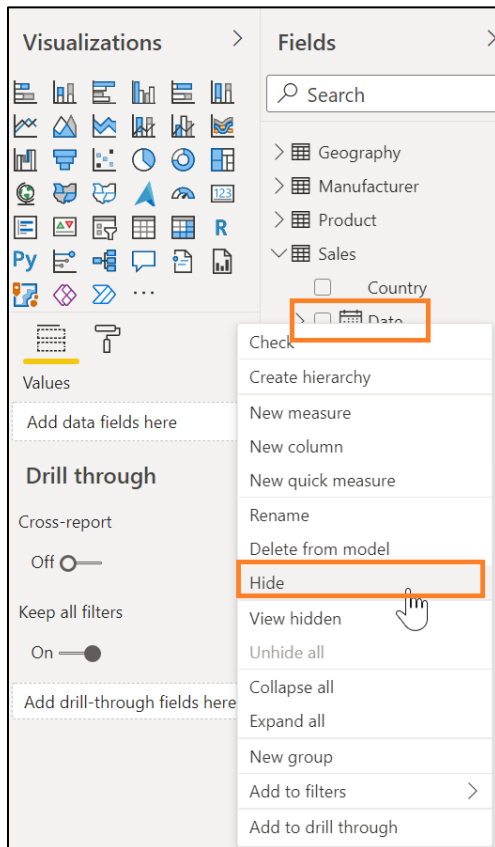 Visualizations
Fields
Search
Geography
Manufacturer
Product
Sales
Country
Date
123
R
Py
Values
Add data fields here
Drill through
Cross-report
Off
Keep all filters
On
Add drill-through fields here
Check
Create hierarchy
New measure
New column
New quick measure
Rename
Delete from model
Hide
View hidden
Unhide all
Collapse all
Expand all
New group
Add to filters
Add to drill through